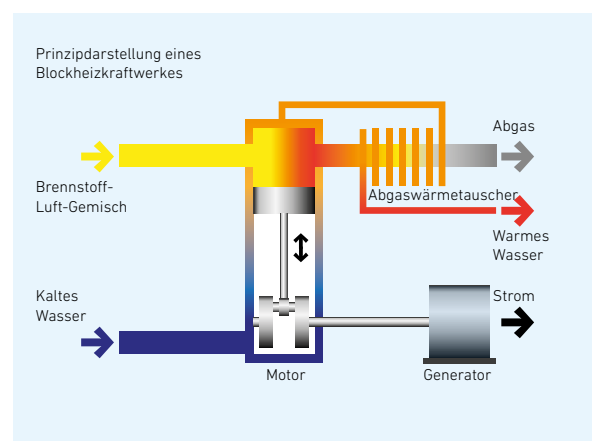 Prinzipdarstellung eines
Blockheizkraftwerkes
Abgas
Brennstoff-
Luft-Gemisch
Abgaswärmetauscher
Warmes
Wasser
Kaltes
Wasser
Strom
Motor
Generator